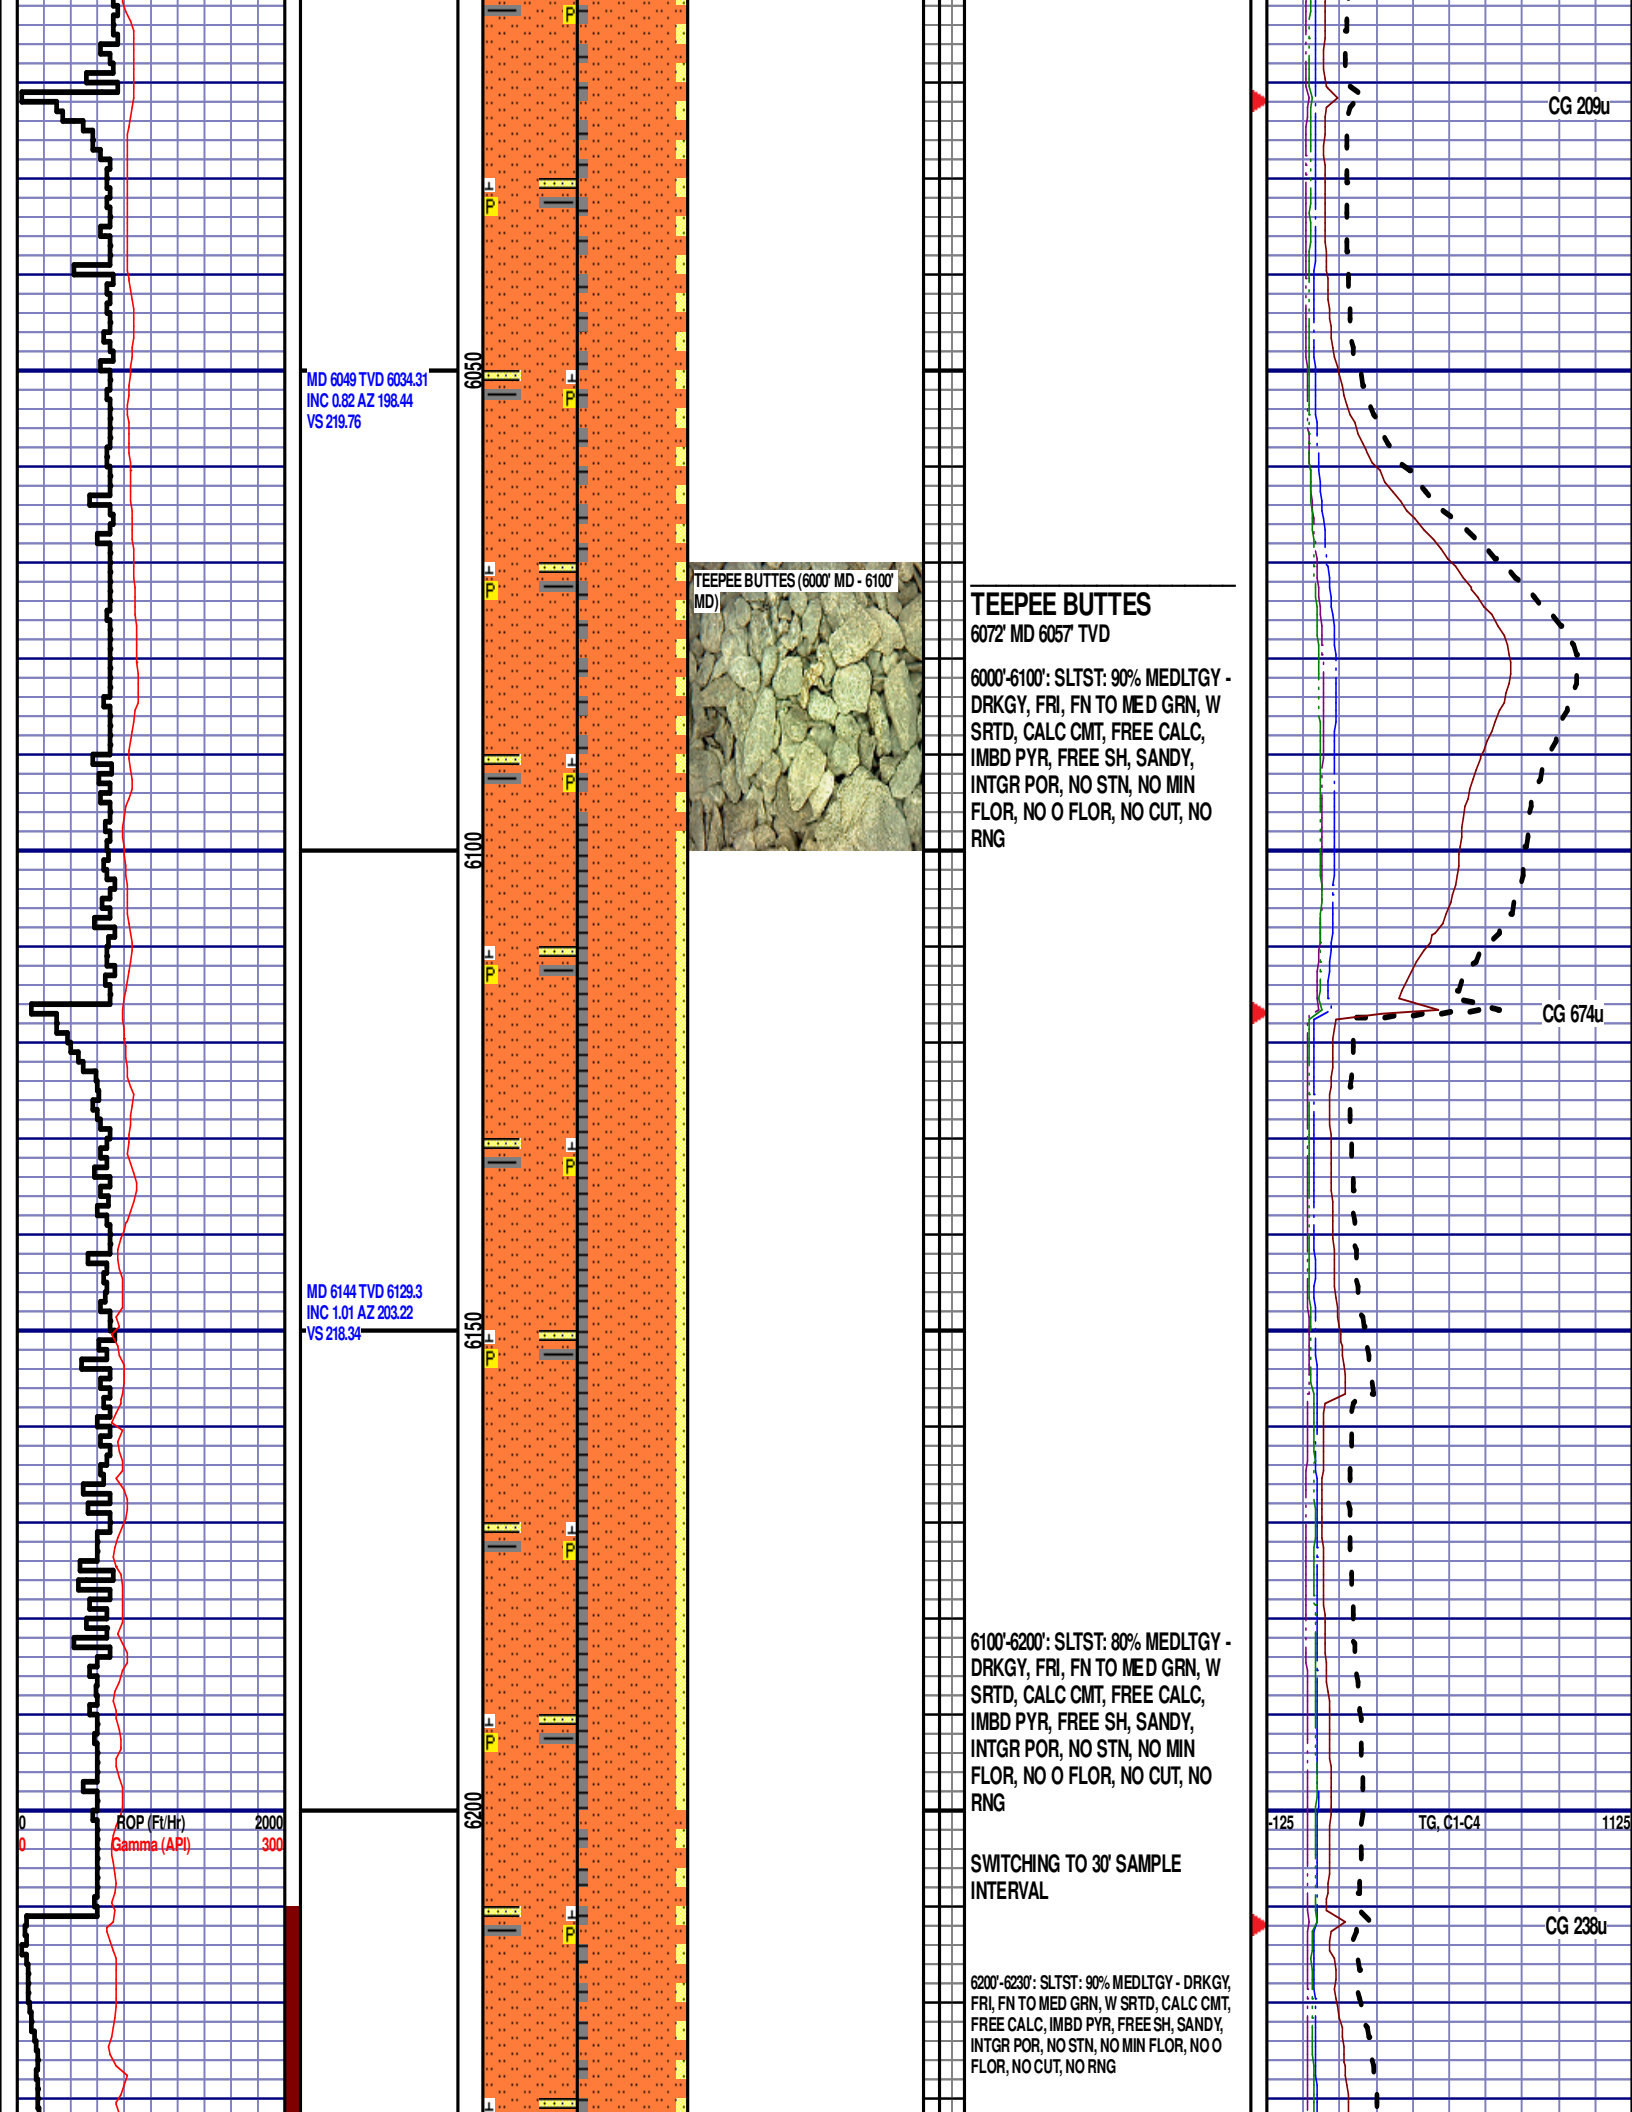 P
CG 209u
P
6050
MD 6049 TVD 6034.31
INC 0.82 AZ 198.44
VS 219.76
P
P
TEEPEE BUTTES (6000' MD - 6100'
MD)
TEEPEE BUTTES
6072' MD 6057' TVD
6000'-6100': SLTST: 90% MEDLTGY -
DRKGY, FRI, FN TO MED GRN, W
SRTD, CALC CMT, FREE CALC,
IMBD PYR, FREE SH, SANDY,
INTGR POR, NO STN, NO MIN
FLOR, NO O FLOR, NO CUT, NO
RNG
P
6100
P
CG 674u
P
MD 6144 TVD 6129.3
INC 1.01 AZ 203.22
VS 218.34
6150
P
P
6100'-6200': SLTST: 80% MEDLTGY -
DRKGY, FRI, FN TO MED GRN, W
SRTD, CALC CMT, FREE CALC,
IMBD PYR, FREE SH, SANDY,
INTGR POR, NO STN, NO MIN
FLOR, NO O FLOR, NO CUT, NO
RNG
P
6200
0 ROP (Ft/Hr) 2000
0 Gamma (API) 300
-125 TG, C1-C4 1125
SWITCHING TO 30' SAMPLE
INTERVAL
P
CG 238u
6200'-6230': SLTST: 90% MEDLTGY - DRKGY,
FRI, FN TO MED GRN, W SRTD, CALC CMT,
FREE CALC, IMBD PYR, FREE SH, SANDY,
INTGR POR, NO STN, NO MIN FLOR, NO O
FLOR, NO CUT, NO RNG